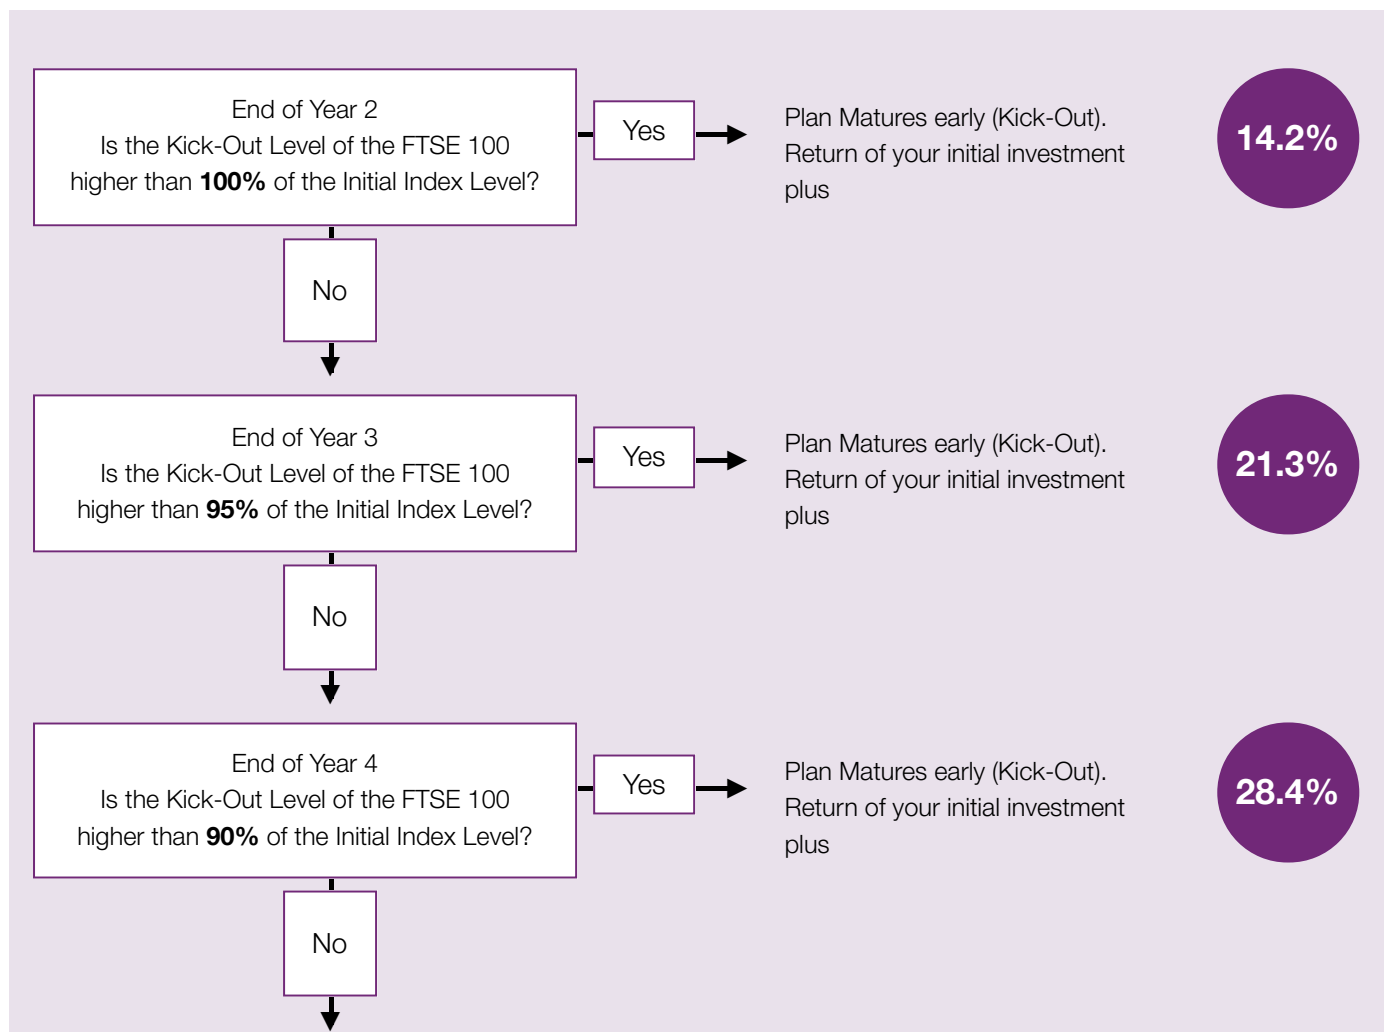 End of Year 2
Is the Kick-Out Level of the FTSE 100
higher than 100% of the Initial Index Level?
Yes
Plan Matures early (Kick-Out).
Return of your initial investment
plus
14.2%
No
End of Year 3
Is the Kick-Out Level of the FTSE 100
higher than 95% of the Initial Index Level?
Yes
Plan Matures early (Kick-Out).
Return of your initial investment
plus
21.3%
No
End of Year 4
Is the Kick-Out Level of the FTSE 100
higher than 90% of the Initial Index Level?
Yes
Plan Matures early (Kick-Out).
Return of your initial investment
plus
28.4%
No